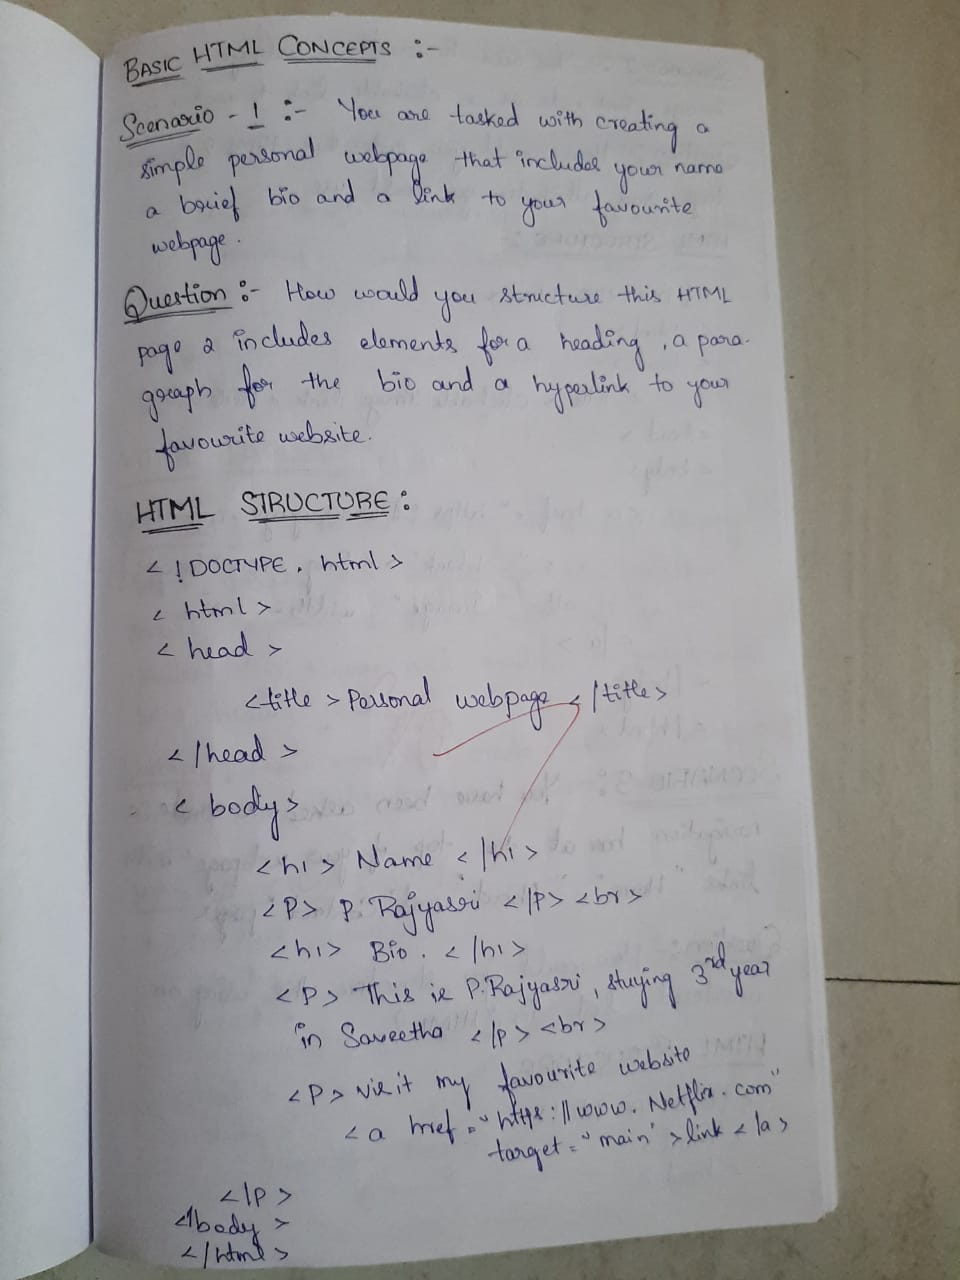 BASIC HTML CONCEPTS :-
Scenario - 1 :- You are tasked with creating a
simple personal webpage that includes your name
a brief bio and a link to your favourite
webpage.
Question :- How would you structure this HTML
page & includes elements for a heading, a para-
graph for the bio and a hyperlink to your
favourite website.
HTML STRUCTURE :
<!DOCTYPE. html>
<html>
<head>
<title>Personal webpage </title>
</head>
<body>
<h1> Name </h1>
<P> P. Rajyasri </P> <br>
<h1> Bio. </h1>
<P> This is P.Rajyasri, stuying 3rd year
in Saveetha </p> <br>
<P> visit my favourite website
<a href="https://www.Netflix.com"
target="main"> link </a>
</p>
</body>
</html>